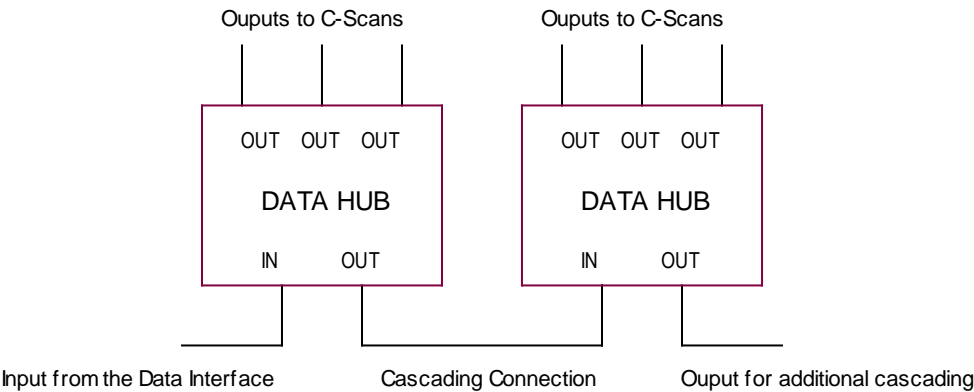 Ouputs to C-Scans Ouputs to C-Scans
OUT OUT OUT OUT OUT OUT
DATA HUB DATA HUB
IN OUT IN OUT
Input from the Data Interface Cascading Connection Ouput for additional cascading